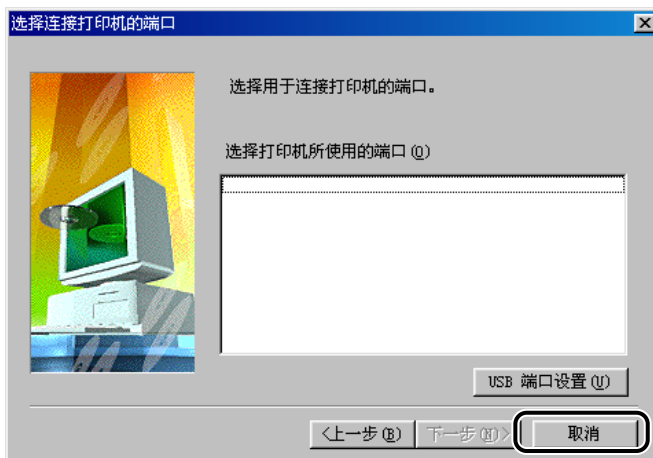 选择连接打印机的端口
选择用于连接打印机的端口。
选择打印机所使用的端口(Q)
USB 端口设置(U)
<上一步(B) 下一步(N)> 取消